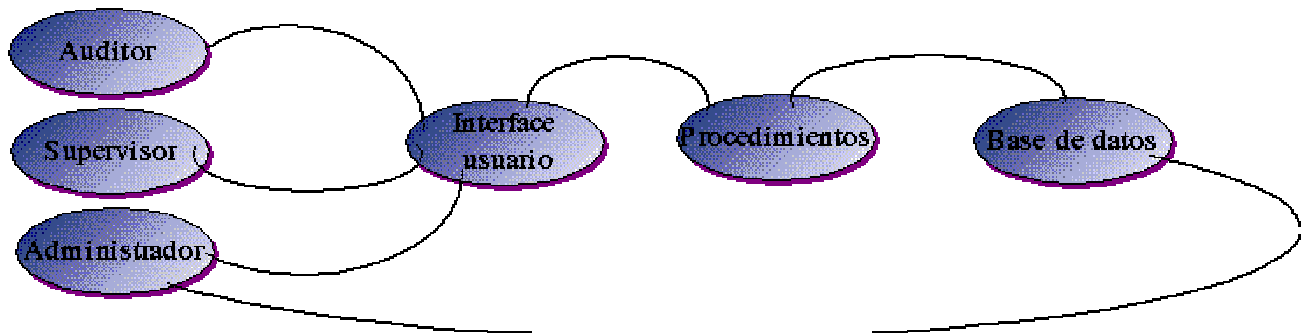 Auditor
Supervisor
Administrador
Interface
usuario
Procedimientos
Base de datos